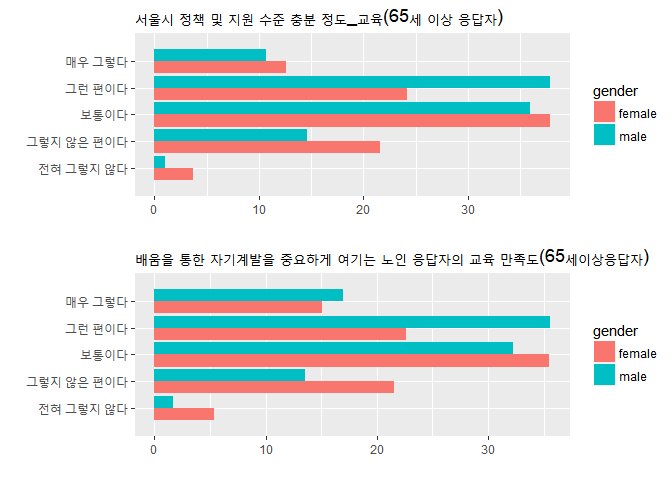 서울시 정책 및 지원 수준 충분 정도_교육(65세 이상 응답자)
매우 그렇다
그런 편이다
보통이다
그렇지 않은 편이다
전혀 그렇지 않다
0 10 20 30
gender
female
male
배움을 통한 자기계발을 중요하게 여기는 노인 응답자의 교육 만족도(65세이상응답자)
매우 그렇다
그런 편이다
보통이다
그렇지 않은 편이다
전혀 그렇지 않다
0 10 20 30
gender
female
male